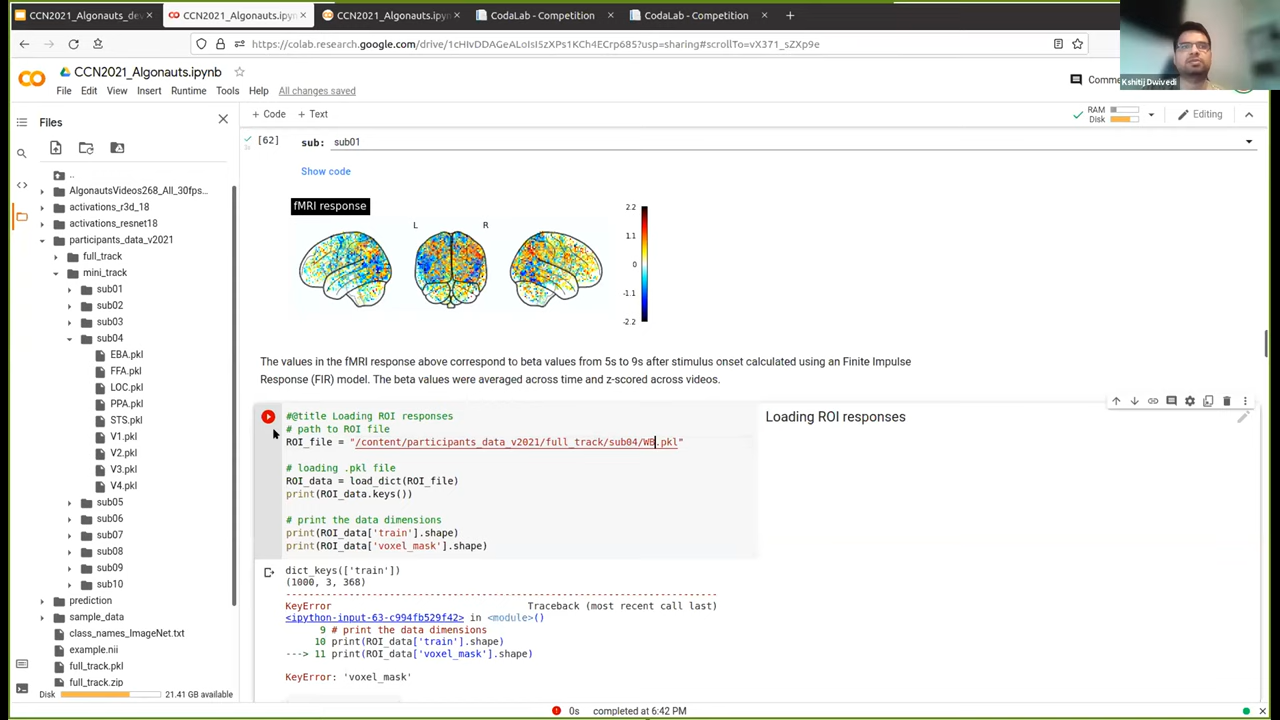 CCN2021_Algonauts_de
CCN2021_Algonauts.ipyn
CCN2021_Algonauts.ipyn
CodaLab - Competition
CodaLab - Competition
https://colab.research.google.com/drive/1cHIvDDAGeALoIsI5zXPs1KCh4ECrp685?usp=sharing#scrollTo=vX371_sZXp9e
Kshitij Dwivedi
CCN2021_Algonauts.ipynb
Comme
File Edit View Insert Runtime Tools Help All changes saved
Files
+ Code + Text
RAM
Disk
Editing
[62]
sub: sub01
Show code
..
AlgonautsVideos268_All_30fps...
activations_r3d_18
activations_resnet18
participants_data_v2021
full_track
mini_track
sub01
sub02
sub03
sub04
EBA.pkl
FFA.pkl
LOC.pkl
PPA.pkl
STS.pkl
V1.pkl
V2.pkl
V3.pkl
V4.pkl
sub05
sub06
sub07
sub08
sub09
sub10
prediction
sample_data
class_names_ImageNet.txt
example.nii
full_track.pkl
full_track.zip
Disk 21.41 GB available
fMRI response
L R
2.2
1.1
0
-1.1
-2.2
The values in the fMRI response above correspond to beta values from 5s to 9s after stimulus onset calculated using an Finite Impulse
Response (FIR) model. The beta values were averaged across time and z-scored across videos.
#@title Loading ROI responses
# path to ROI file
ROI_file = "/content/participants_data_v2021/full_track/sub04/WB.pkl"
# loading .pkl file
ROI_data = load_dict(ROI_file)
print(ROI_data.keys())
# print the data dimensions
print(ROI_data['train'].shape)
print(ROI_data['voxel_mask'].shape)
Loading ROI responses
dict_keys(['train'])
(1000, 3, 368)
KeyError Traceback (most recent call last)
<ipython-input-63-c994fb529f42> in <module>()
9 # print the data dimensions
10 print(ROI_data['train'].shape)
---> 11 print(ROI_data['voxel_mask'].shape)
KeyError: 'voxel_mask'
0s completed at 6:42 PM